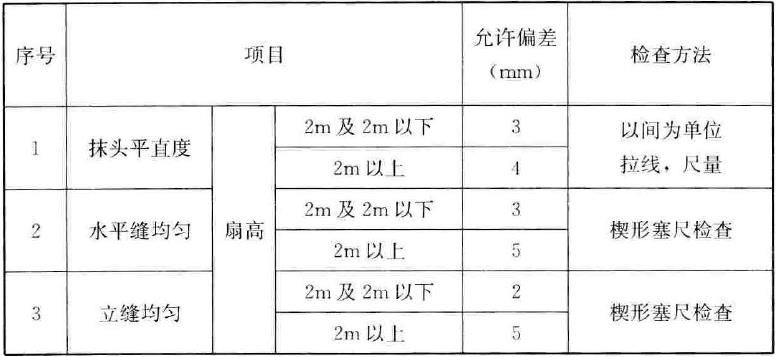 序号 项目 允许偏差（mm） 检查方法
1 抹头平直度 扇高 2m 及 2m 以下 3 以间为单位拉线，尺量
2m 以上 4
2 水平缝均匀 2m 及 2m 以下 3 楔形塞尺检查
2m 以上 5
3 立缝均匀 2m 及 2m 以下 2 楔形塞尺检查
2m 以上 5